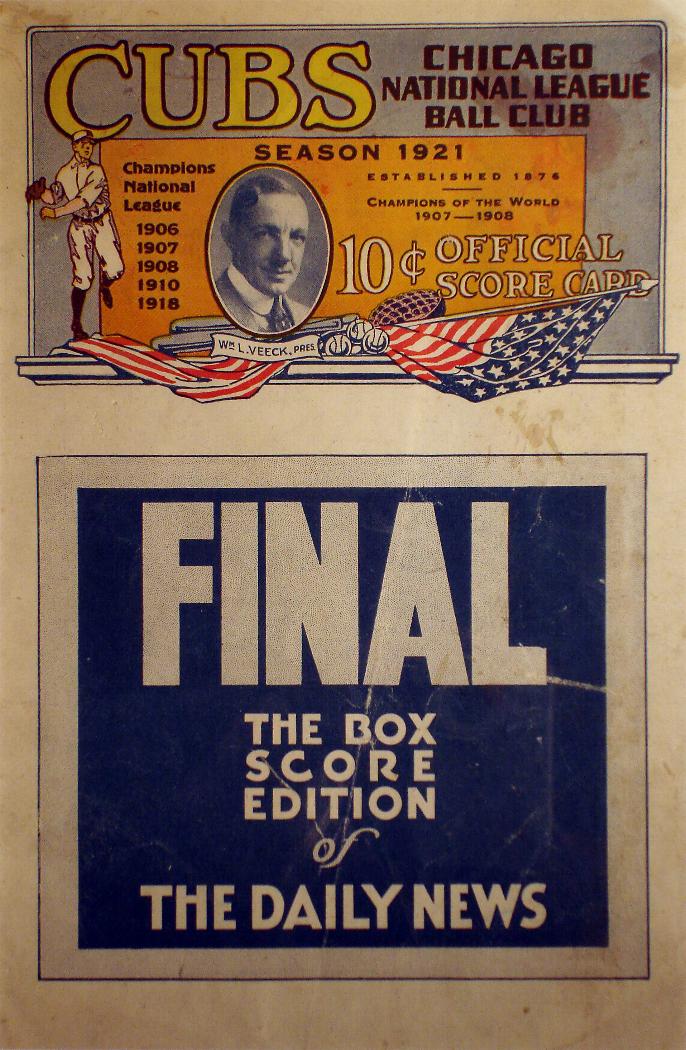 CUBS
CHICAGO
NATIONAL LEAGUE
BALL CLUB
SEASON 1921
ESTABLISHED 1876
CHAMPIONS OF THE WORLD
1907—1908
Champions
National
League
1906
1907
1908
1910
1918
10¢ OFFICIAL
SCORE CARD
Wm L. VEECK. PRES.
FINAL
THE BOX
SCORE
EDITION
of
THE DAILY NEWS